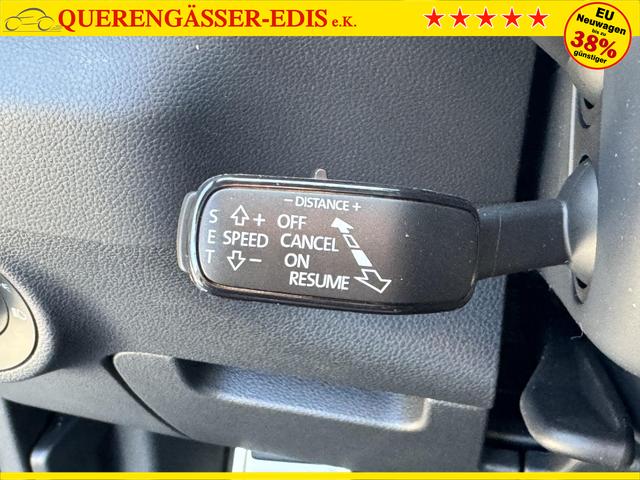 QUERENGÄSSER-EDIS e.K.
EU
Neuwagen
bis zu
38%
günstiger
− DISTANCE +
S + OFF
E SPEED CANCEL
T − ON
RESUME